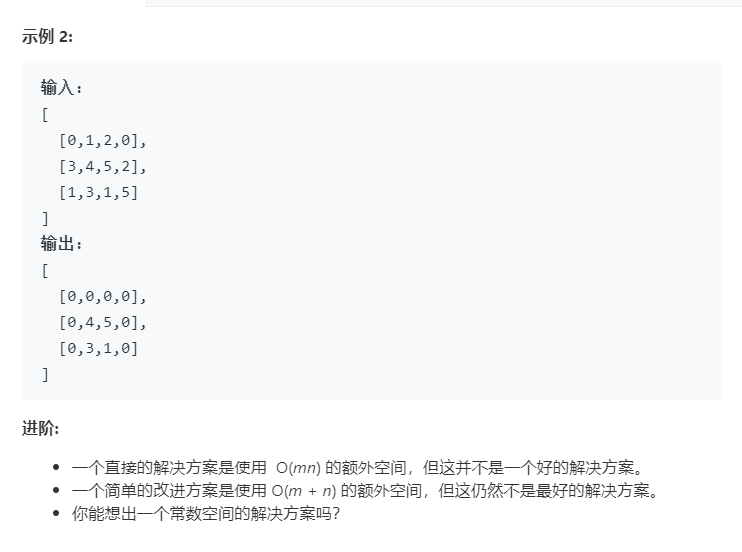 示例 2:
输入:
[
  [0,1,2,0],
  [3,4,5,2],
  [1,3,1,5]
]
输出:
[
  [0,0,0,0],
  [0,4,5,0],
  [0,3,1,0]
]
进阶:
• 一个直接的解决方案是使用 O(mn) 的额外空间，但这并不是一个好的解决方案。
• 一个简单的改进方案是使用 O(m + n) 的额外空间，但这仍然不是最好的解决方案。
• 你能想出一个常数空间的解决方案吗？